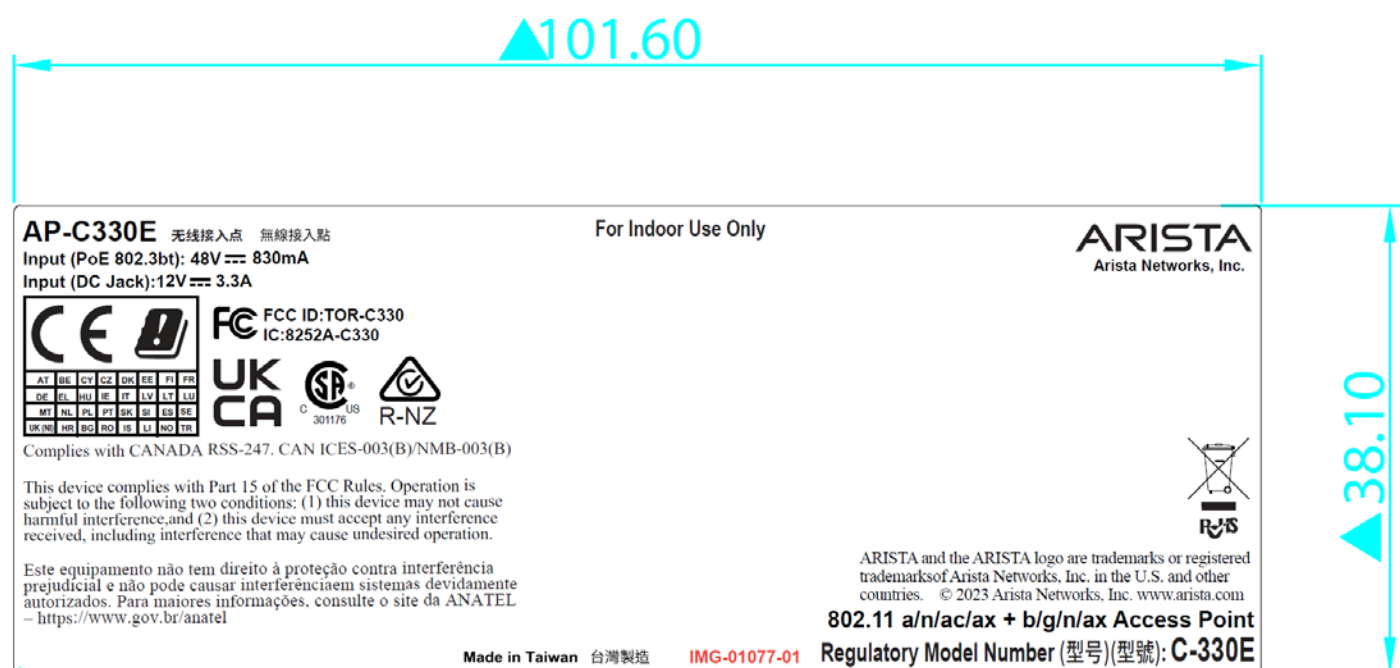 ▲101.60
AP-C330E 无线接入点 無線接入點
For Indoor Use Only
ARISTA
Arista Networks, Inc.
Input (PoE 802.3bt): 48V 830mA
Input (DC Jack):12V 3.3A
CE
FC FCC ID:TOR-C330
IC:8252A-C330
AT BE CY CZ DK EE FI FR
DE EL HU IE IT LV LT LU
MT NL PL PT SK SI ES SE
UK (NI) HR BG RO IS LI NO TR
UK
CA
SA ®
C US
301176
R-NZ
Complies with CANADA RSS-247. CAN ICES-003(B)/NMB-003(B)
This device complies with Part 15 of the FCC Rules. Operation is
subject to the following two conditions: (1) this device may not cause
harmful interference,and (2) this device must accept any interference
received, including interference that may cause undesired operation.
Este equipamento não tem direito à proteção contra interferência
prejudicial e não pode causar interferênciaem sistemas devidamente
autorizados. Para maiores informações, consulte o site da ANATEL
– https://www.gov.br/anatel
RoHS
ARISTA and the ARISTA logo are trademarks or registered
trademarksof Arista Networks, Inc. in the U.S. and other
countries. © 2023 Arista Networks, Inc. www.arista.com
802.11 a/n/ac/ax + b/g/n/ax Access Point
Made in Taiwan 台灣製造 IMG-01077-01 Regulatory Model Number (型号)(型號): C-330E
▲38.10